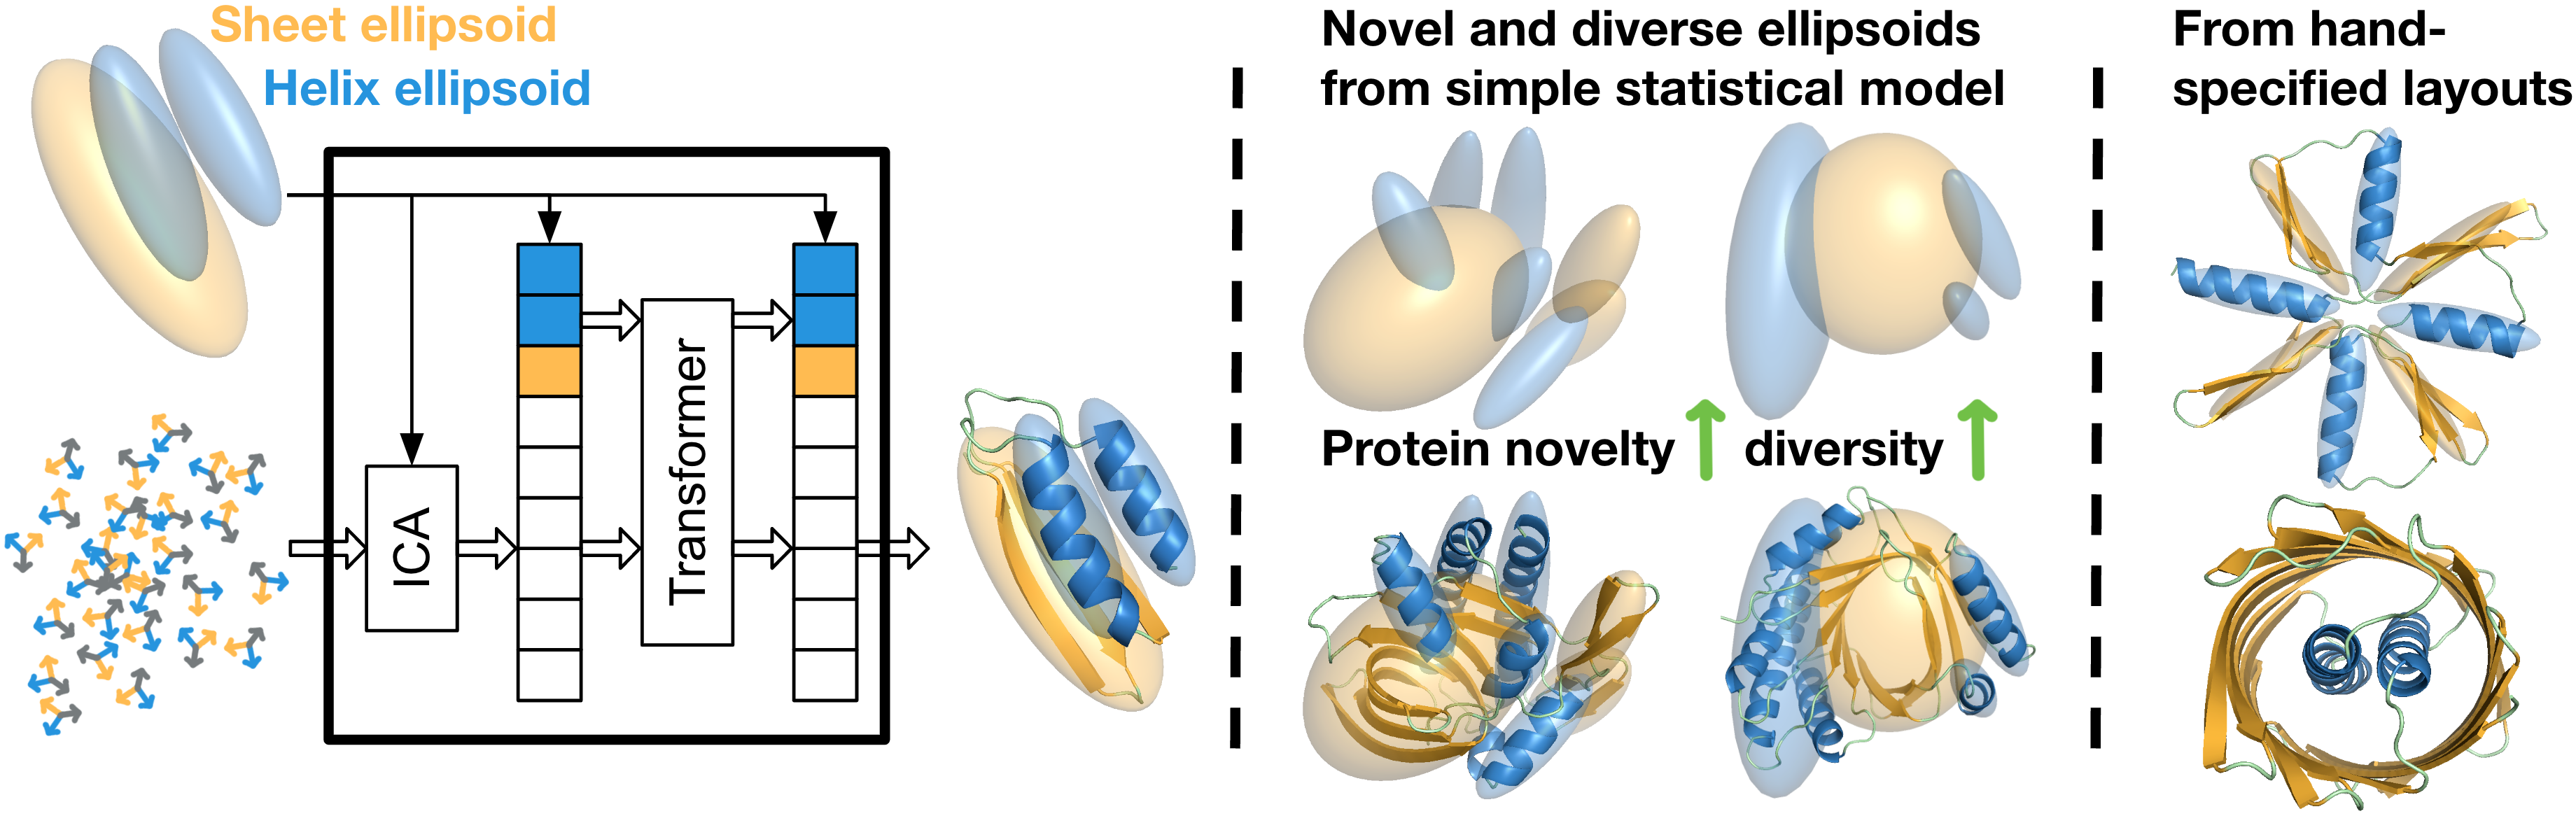 Sheet ellipsoid
Helix ellipsoid
ICA
Transformer
Novel and diverse ellipsoids
from simple statistical model
Protein novelty
diversity
From hand-
specified layouts